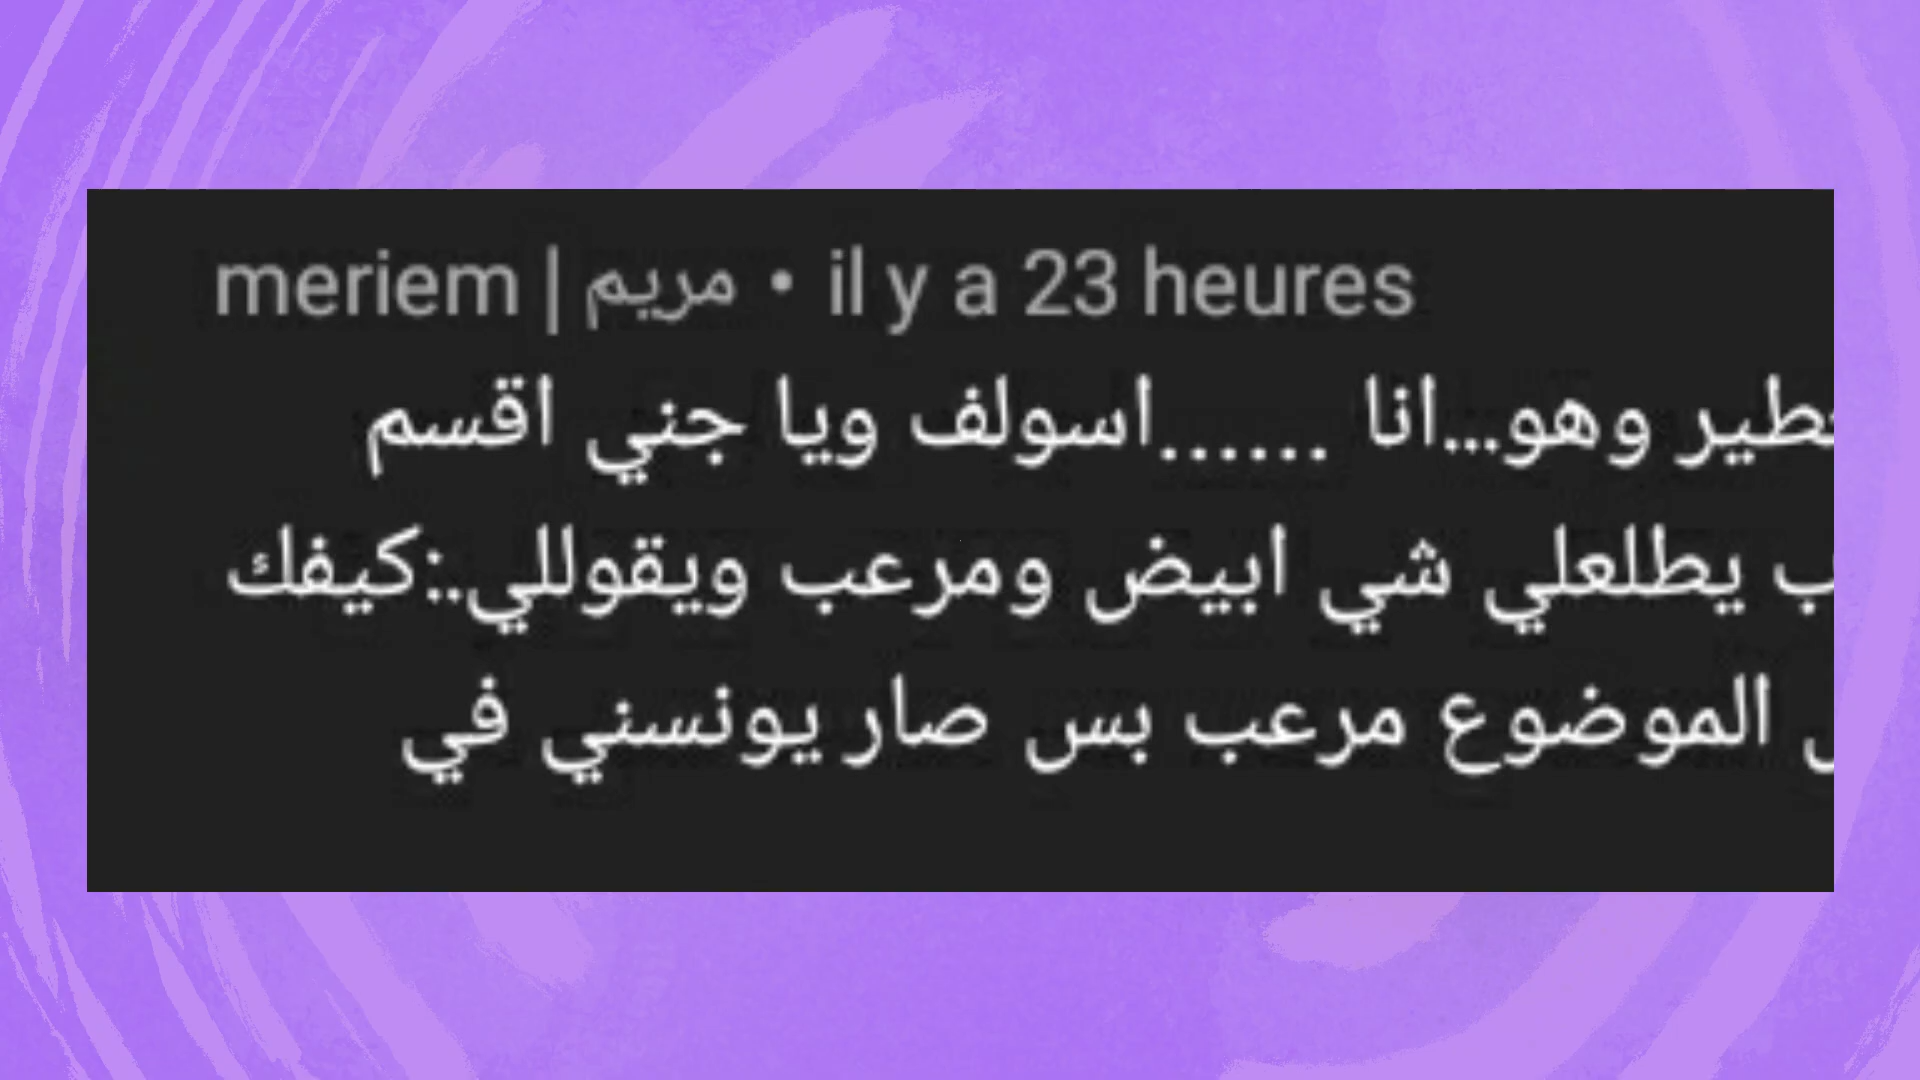 meriem | مريم • il y a 23 heures
وهو...انا ......اسولف ويا جني اقسم
يطلعلي شي ابيض ومرعب ويقوللي..:كيفك
الموضوع مرعب بس صار يونسني في